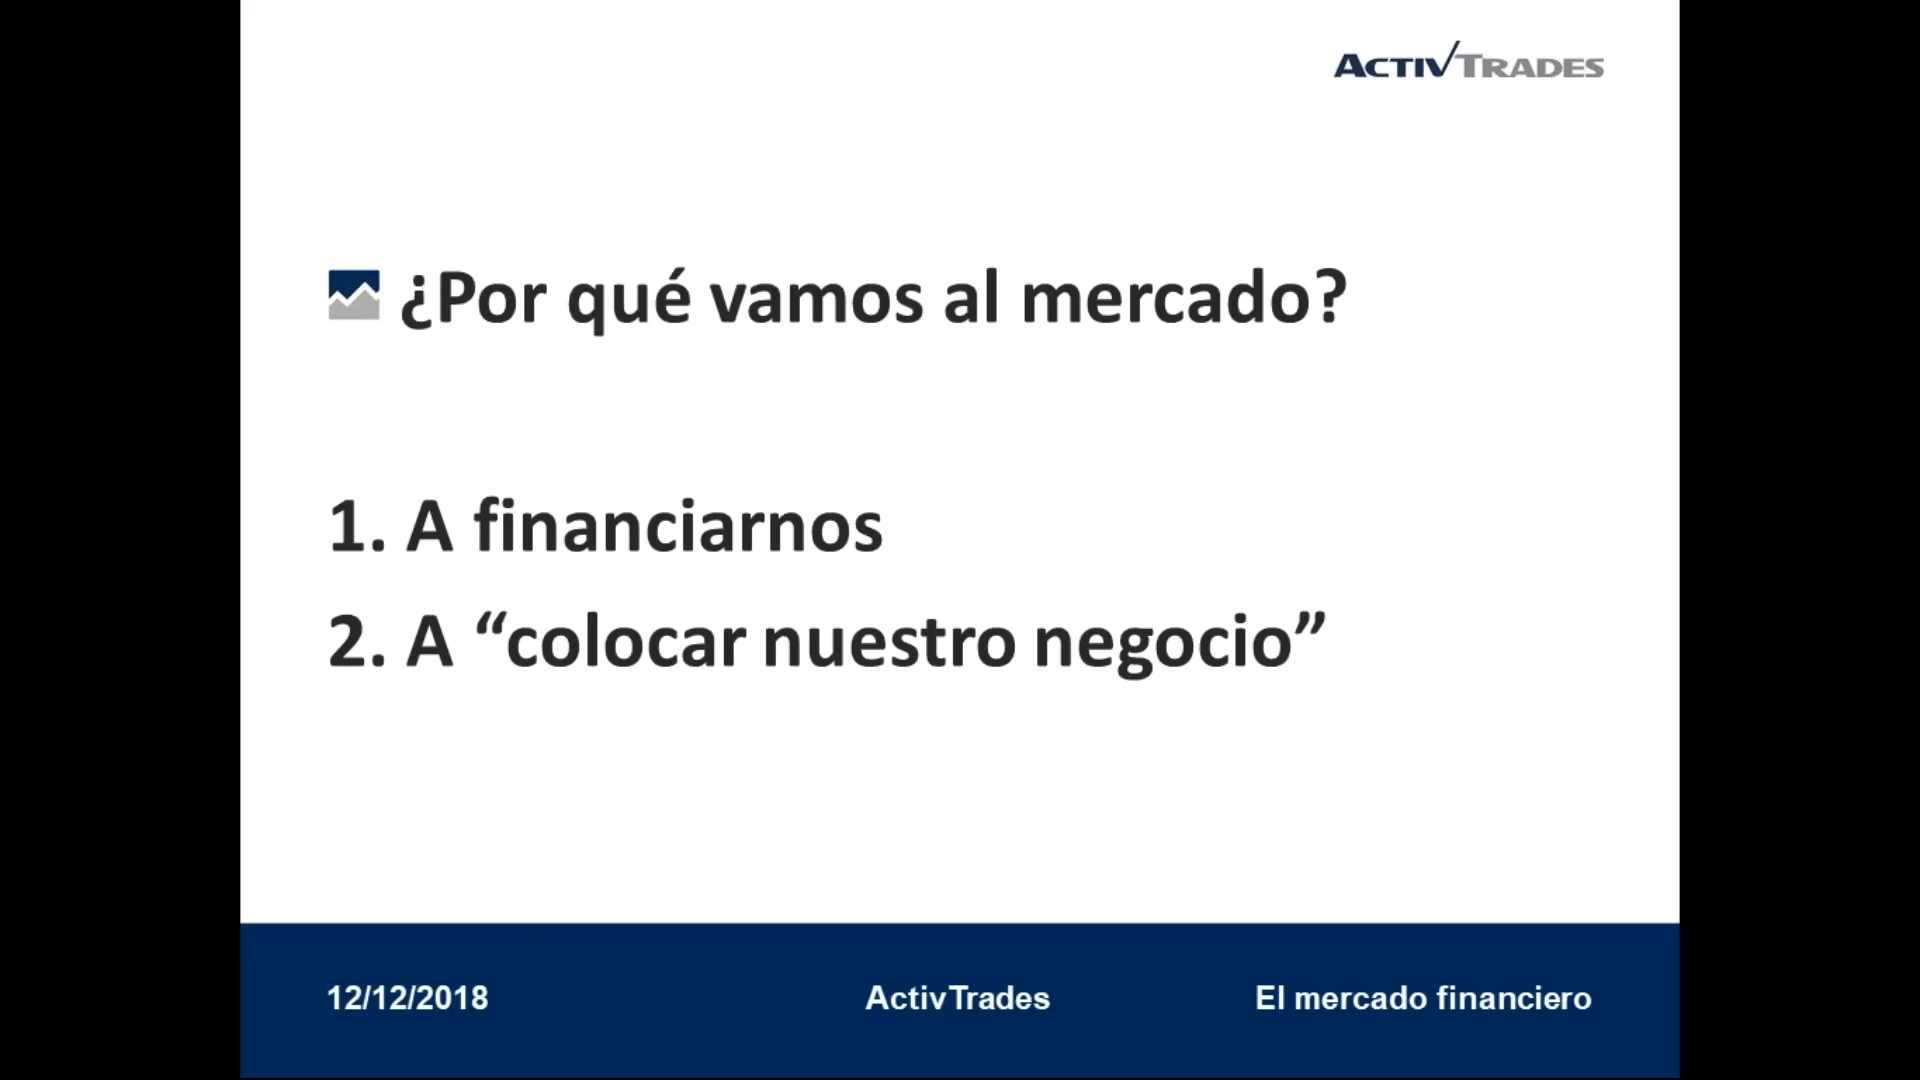 ACTIVTRADES
¿Por qué vamos al mercado?
1. A financiarnos
2. A “colocar nuestro negocio”
12/12/2018
ActivTrades
El mercado financiero